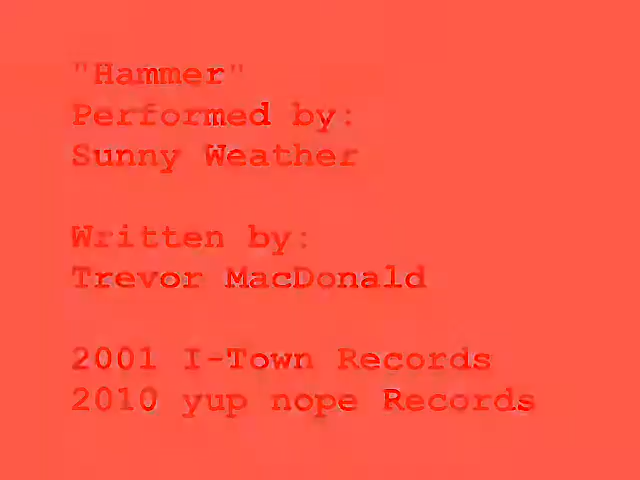 "Hammer"
Performed by:
Sunny Weather
Written by:
Trevor MacDonald
2001 I-Town Records
2010 yup nope Records